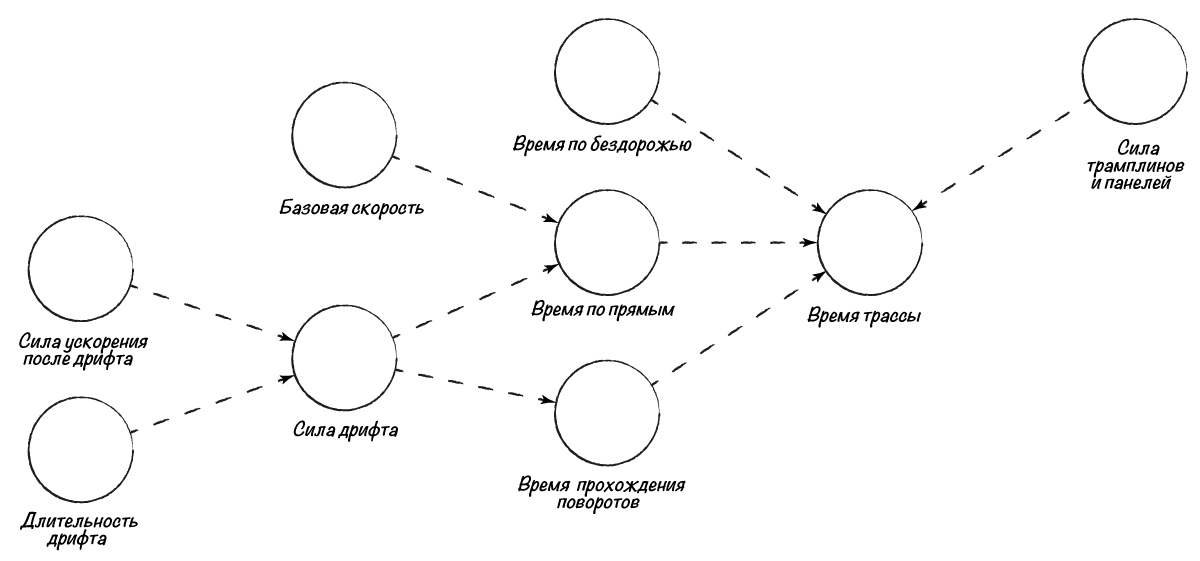 Время по бездорожью
Сила
трамплинов
и панелей
Базовая скорость
Время по прямым
Время трассы
Сила ускорения
после дрифта
Сила дрифта
Время прохождения
поворотов
Длительность
дрифта